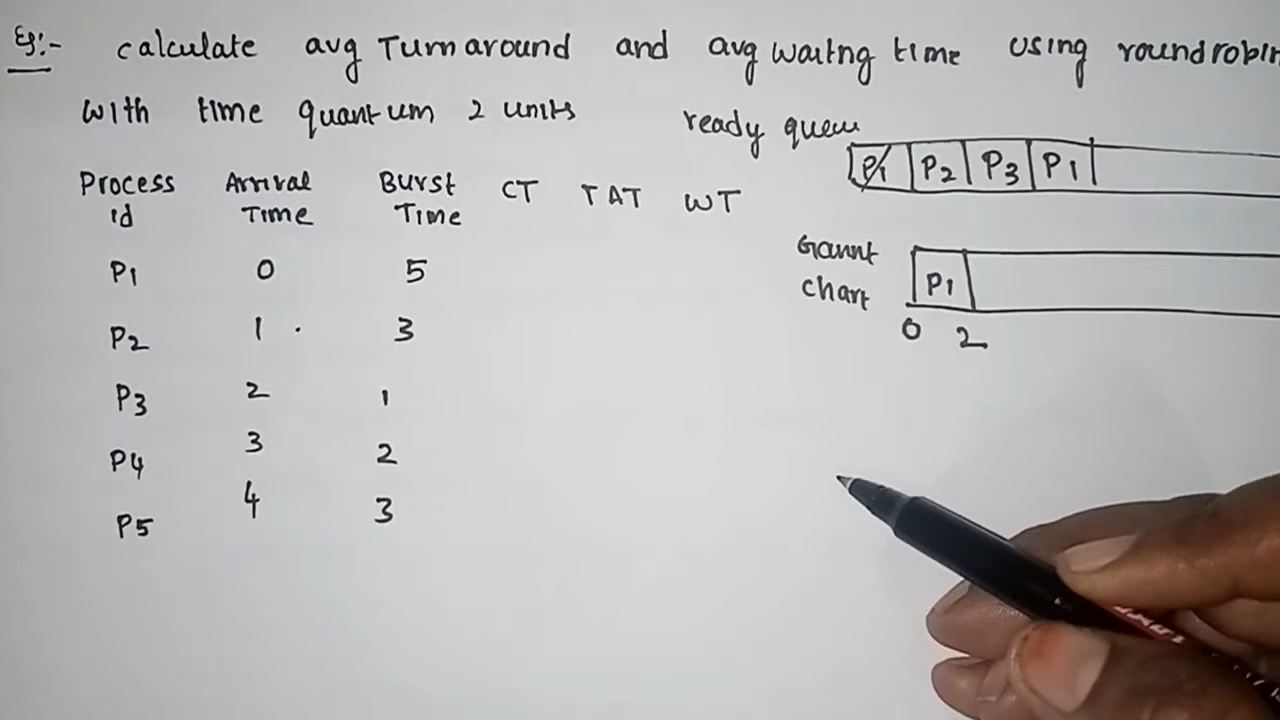 Eg:- calculate avg Turnaround and avg waitng time using roundrobin
with time quantum 2 units
ready queue
P1 P2 P3 P1
Process id Arrival Time Burst Time CT TAT WT
Gannt chart
P1
0 2
P1 0 5
P2 1 3
P3 2 1
P4 3 2
P5 4 3